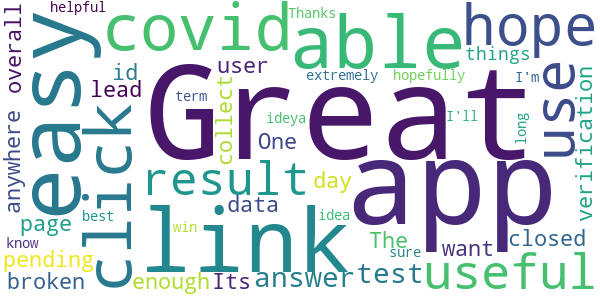 helpful
overall
easy
covid
Thanks
able
hope
things
id
lead
user
extremely
hopefully
I'm
use
click
Great
term
collect
ideya
I'll
long
verification
anywhere
One
result
day
app
page
best
link
data
idea
The
want
closed
know
win
sure
pending
broken
enough
Its
answer
test
useful